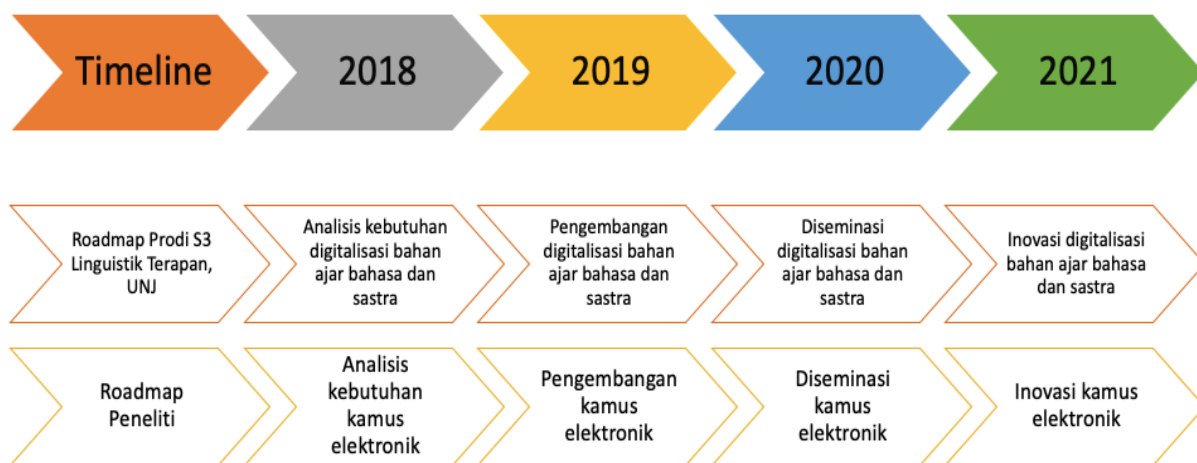 Timeline
2018
2019
2020
2021
Roadmap Prodi S3
Linguistik Terapan,
UNJ
Analisis kebutuhan
digitalisasi bahan
ajar bahasa dan
sastra
Pengembangan
digitalisasi bahan
ajar bahasa dan
sastra
Diseminasi
digitalisasi bahan
ajar bahasa dan
sastra
Inovasi digitalisasi
bahan ajar bahasa
dan sastra
Roadmap
Peneliti
Analisis
kebutuhan
kamus
elektronik
Pengembangan
kamus
elektronik
Diseminasi
kamus
elektronik
Inovasi kamus
elektronik